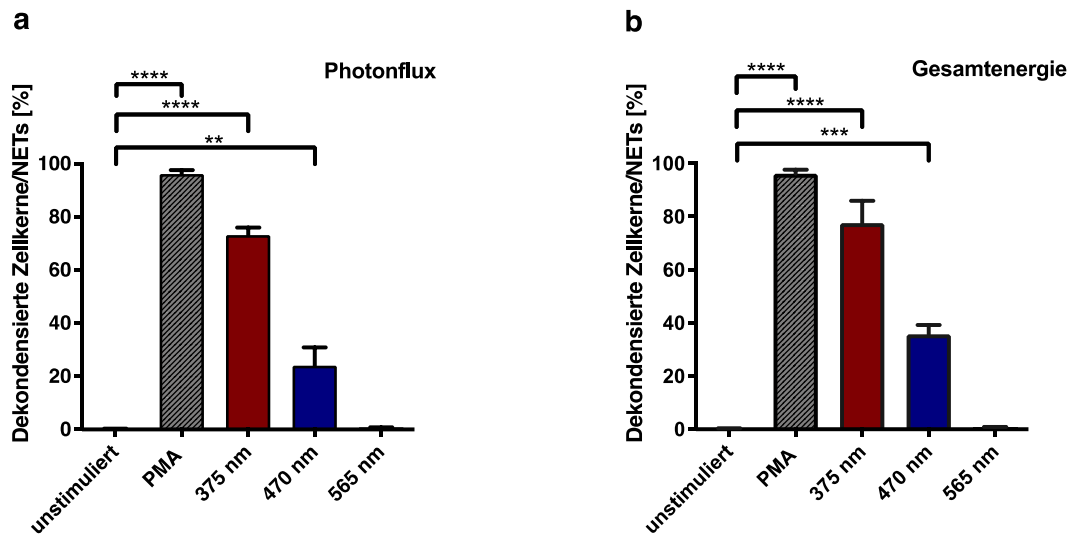 a
Photonflux
****
****
**
Dekondensierte Zellkerne/NETs [%]
100
80
60
40
20
0
unstimuliert
PMA
375 nm
470 nm
565 nm
b
Gesamtenergie
****
****
***
Dekondensierte Zellkerne/NETs [%]
100
80
60
40
20
0
unstimuliert
PMA
375 nm
470 nm
565 nm